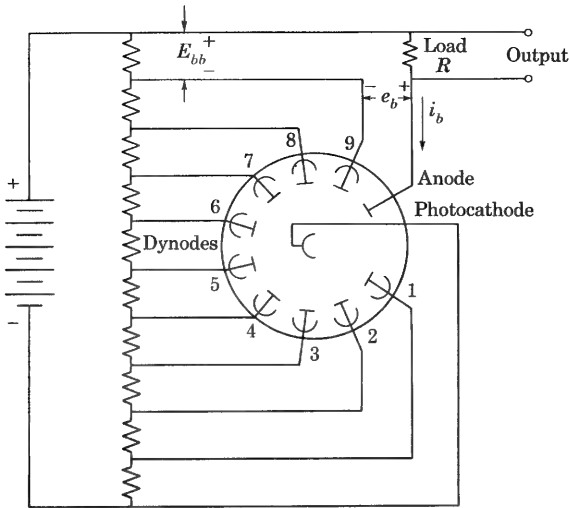 E_bb
+
−
Load
R
Output
− e_b +
i_b
9
8
7
Anode
6
Photocathode
Dynodes
+
5
1
4
3
2
−